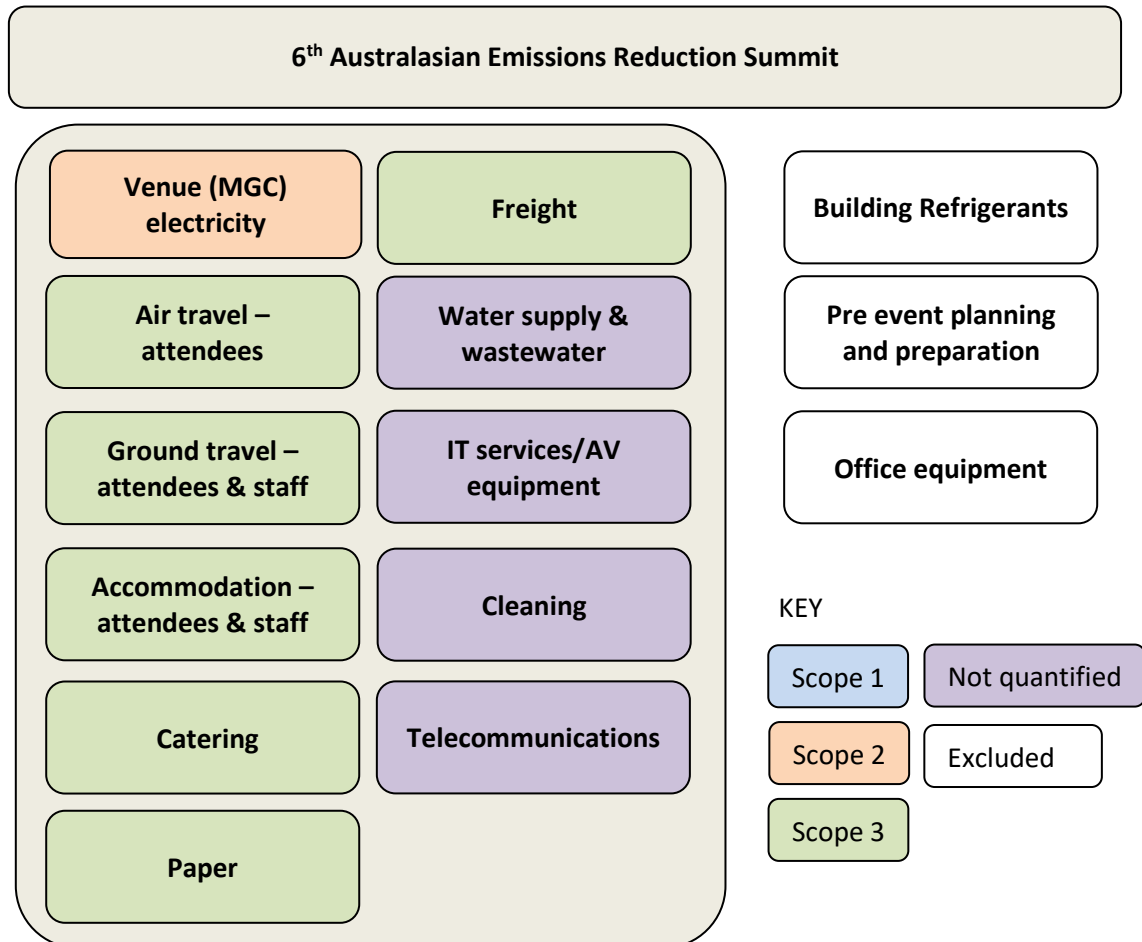 6th Australasian Emissions Reduction Summit
Venue (MGC)
electricity
Freight
Building Refrigerants
Air travel –
attendees
Water supply &
wastewater
Pre event planning
and preparation
Ground travel –
attendees & staff
IT services/AV
equipment
Office equipment
Accommodation –
attendees & staff
Cleaning
Catering
Telecommunications
Paper
KEY
Scope 1
Not quantified
Scope 2
Excluded
Scope 3